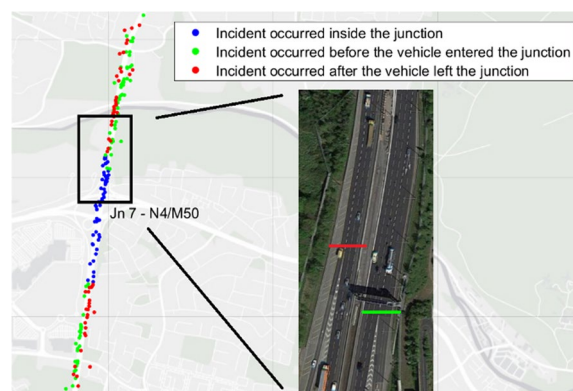 Incident occurred inside the junction
Incident occurred before the vehicle entered the junction
Incident occurred after the vehicle left the junction
Jn 7 - N4/M50